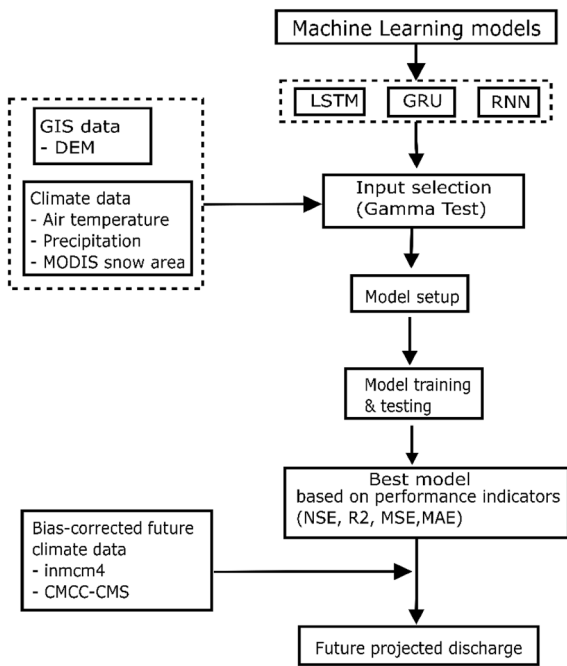 Machine Learning models
LSTM
GRU
RNN
GIS data
- DEM
Climate data
- Air temperature
- Precipitation
- MODIS snow area
Input selection
(Gamma Test)
Model setup
Model training
& testing
Best model
based on performance indicators
(NSE, R2, MSE,MAE)
Bias-corrected future
climate data
- inmcm4
- CMCC-CMS
Future projected discharge